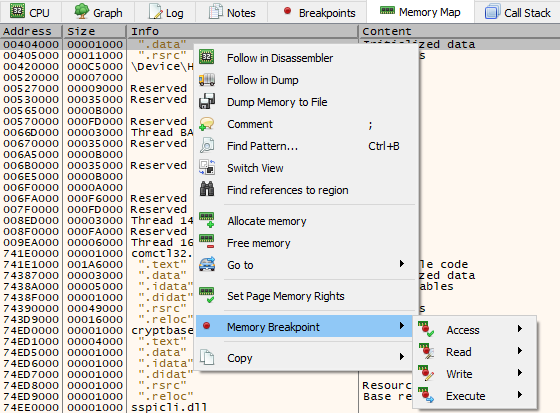 CPU Graph Log Notes Breakpoints Memory Map Call Stack
Address Size Info Content
00404000 00001000 ".data" Initialized data
00405000 00011000 ".rsrc"
00420000 000C5000 \Device\H
00520000 00007000
00527000 00009000 Reserved
00530000 00035000 Reserved
00565000 0000B000
00570000 000FD000 Reserved
0066D000 00003000 Thread BA
00670000 00035000 Reserved
006A5000 0000B000
006B0000 00035000 Reserved
006E5000 0000B000
006F0000 0000A000
006FA000 000F6000 Reserved
007F0000 000FD000 Reserved
008ED000 00003000 Thread 14
008F0000 000FA000 Reserved
009EA000 00006000 Thread 16
741E0000 00001000 comctl32.
741E1000 001A6000 ".text" le code
74387000 00003000 ".data" zed data
7438A000 00005000 ".idata" ables
7438F000 00001000 ".didat"
74390000 00049000 ".rsrc" s
743D9000 00016000 ".reloc"
74ED0000 00001000 cryptbase
74ED1000 00004000 ".text"
74ED5000 00001000 ".data"
74ED6000 00001000 ".idata"
74ED7000 00001000 ".didat"
74ED8000 00001000 ".rsrc" Resourc
74ED9000 00001000 ".reloc" Base re
74EE0000 00001000 sspicli.dll
Follow in Disassembler
Follow in Dump
Dump Memory to File
Comment ;
Find Pattern... Ctrl+B
Switch View
Find references to region
Allocate memory
Free memory
Go to
Set Page Memory Rights
Memory Breakpoint
Copy
Access
Read
Write
Execute